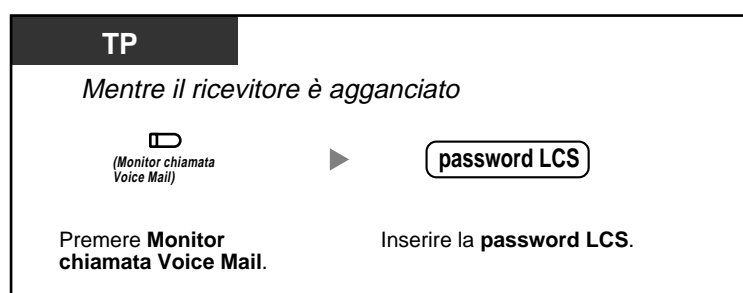 TP
Mentre il ricevitore è agganciato
(Monitor chiamata
Voice Mail)
password LCS
Premere Monitor
chiamata Voice Mail.
Inserire la password LCS.